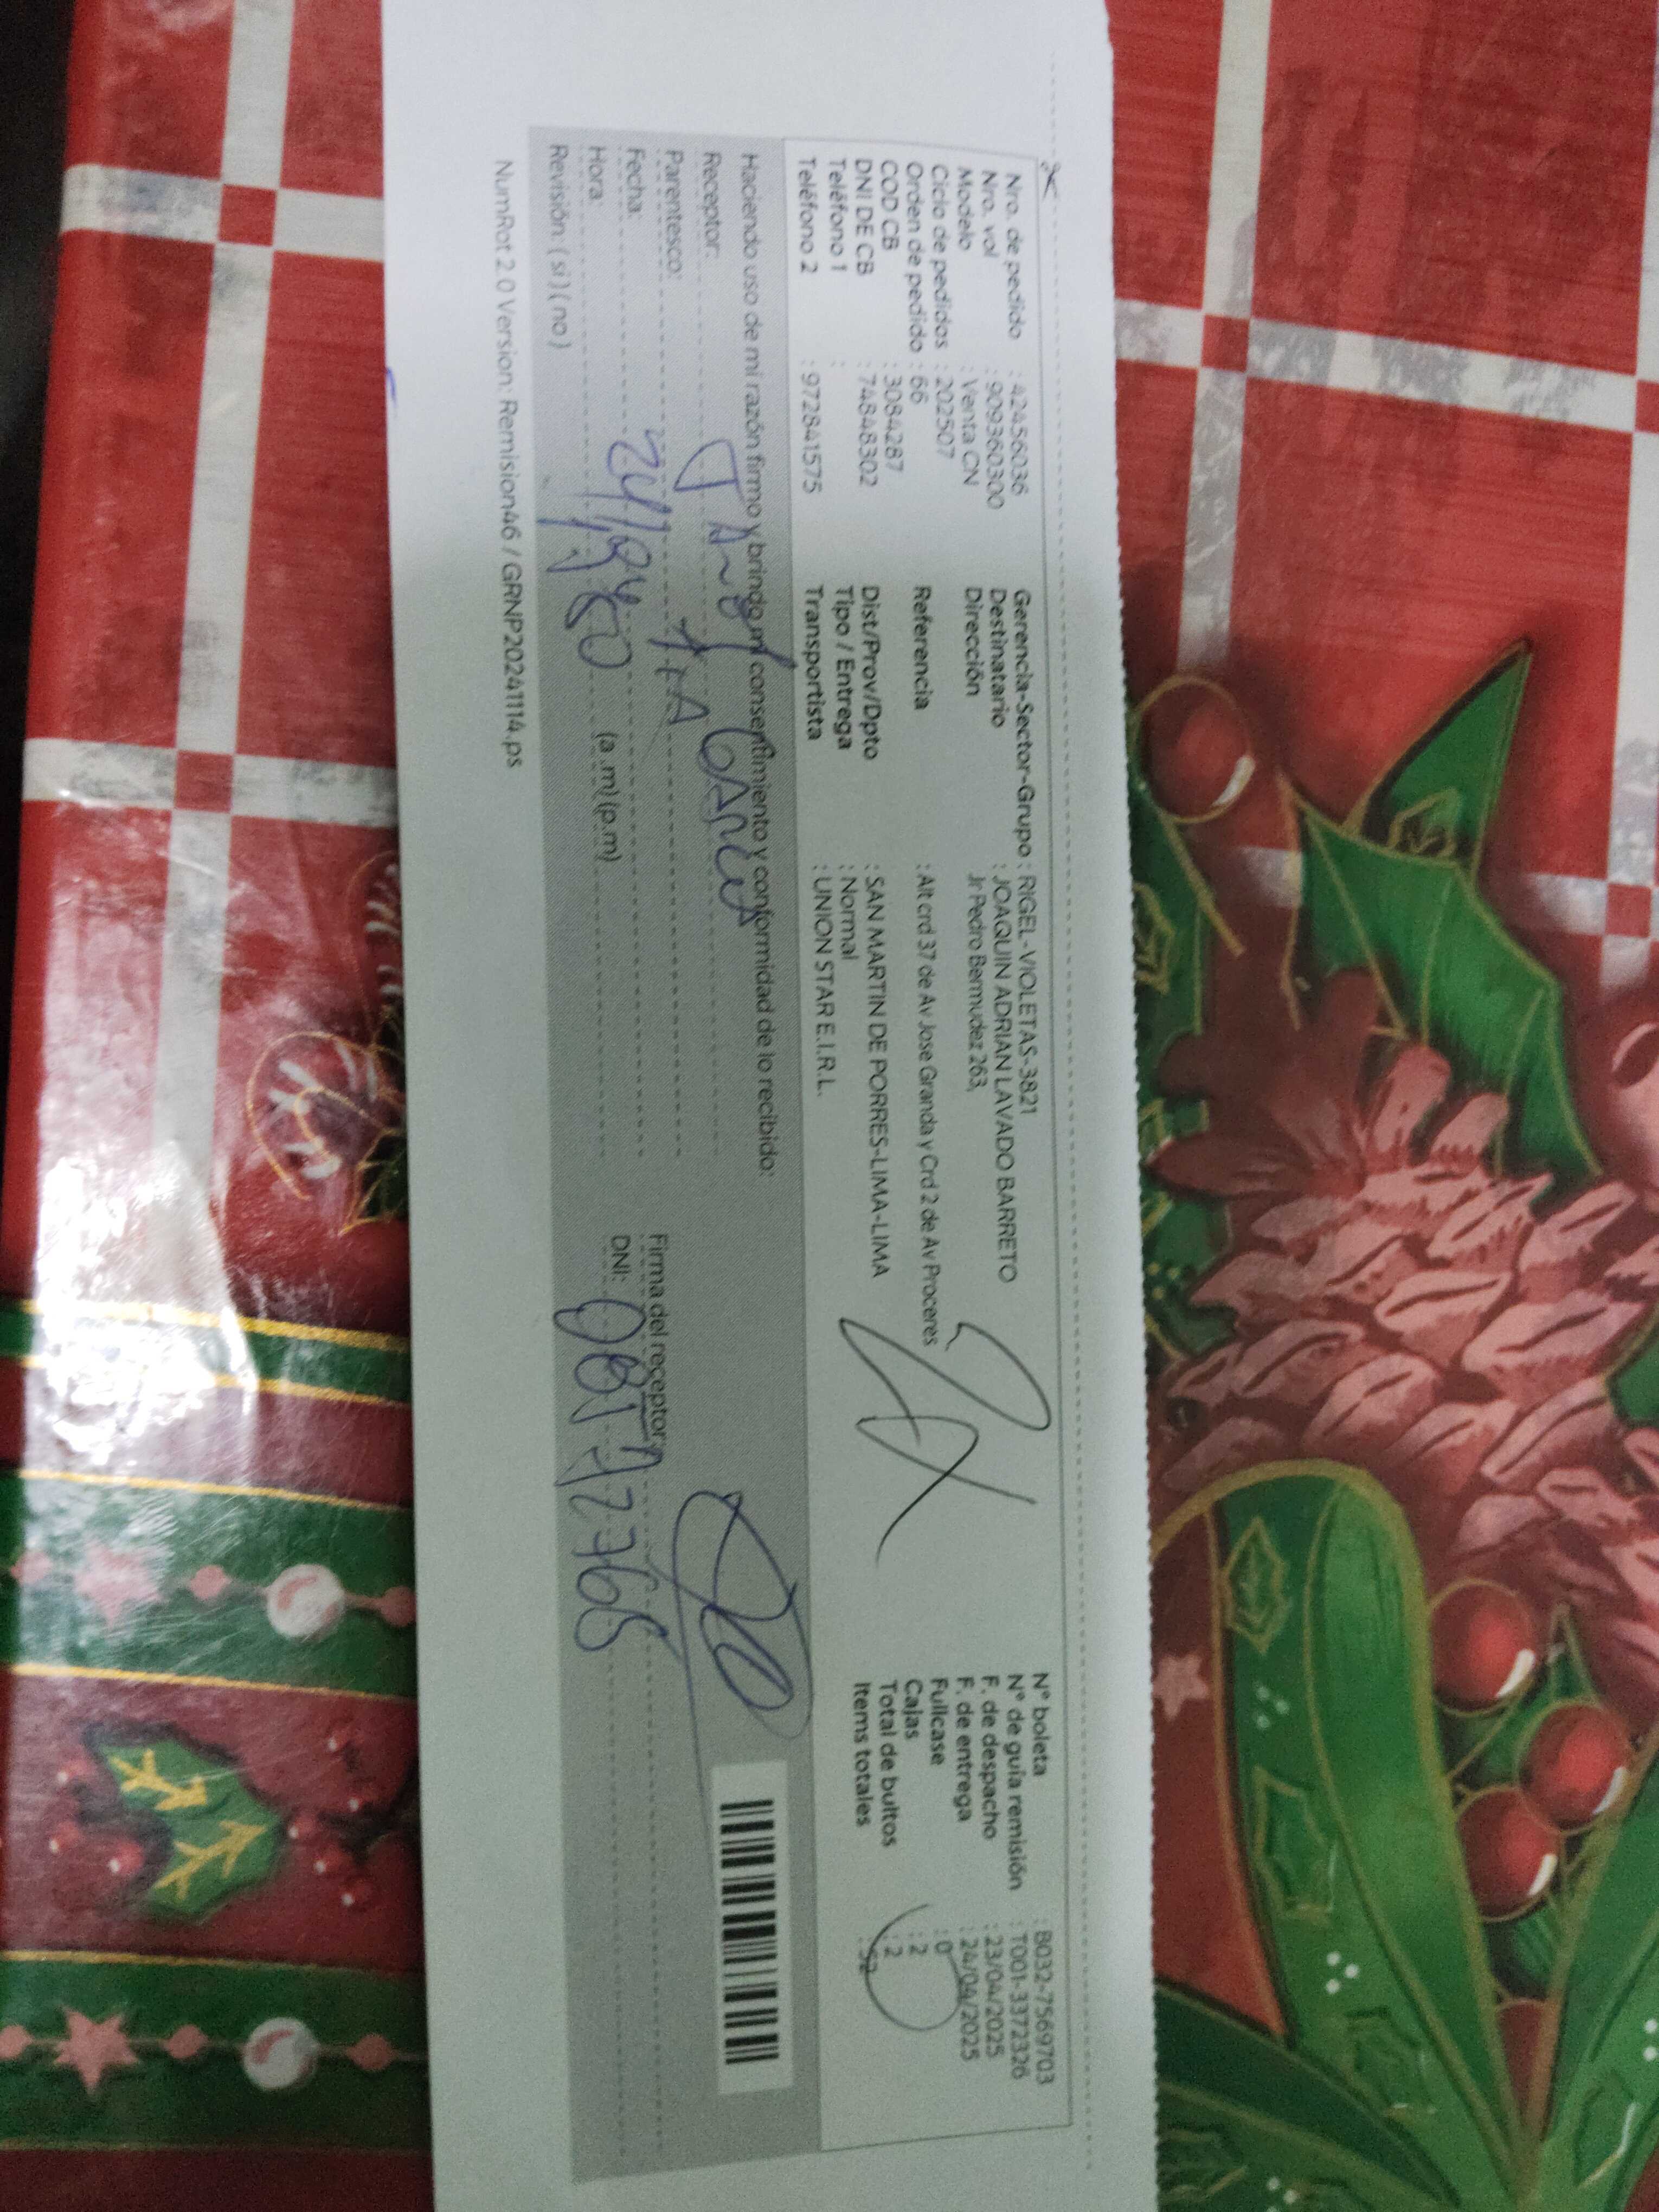 Nro. de pedido : 42456036
Nro. vol : 909360300
Modelo : Venta CN
Ciclo de pedidos : 202507
Orden de pedido : 66
COD CB : 3084287
DNI DE CB : 74848302
Teléfono 1 :
Teléfono 2 : 972841575
Gerencia-Sector-Grupo : RIGEL-VIOLETAS-3821
Destinatario : JOAQUIN ADRIAN LAVADO BARRETO
Dirección Jr Pedro Bermudez 263,
Referencia : Alt crd 37 de Av Jose Granda y Crd 2 de Av Proceres
Dist/Prov/Dpto : SAN MARTIN DE PORRES-LIMA-LIMA
Tipo / Entrega : Normal
Transportista : UNION STAR E.I.R.L.
N° boleta : B032-7569703
N° de guía remisión : T001-3372326
F. de despacho : 23/04/2025
F. de entrega : 24/04/2025
Fullcase : 0
Cajas : 2
Total de bultos : 2
Items totales : 52
Haciendo uso de mi razón firmo y brindo mi consentimiento y conformidad de lo recibido:
Receptor:
Parentesco: TIA
Fecha:
Hora: (a.m) (p.m)
Revisión: ( si ) ( no )
Firma del receptor
DNI:
NumRot 2.0 Version: Remision46 / GRNP20241114.ps